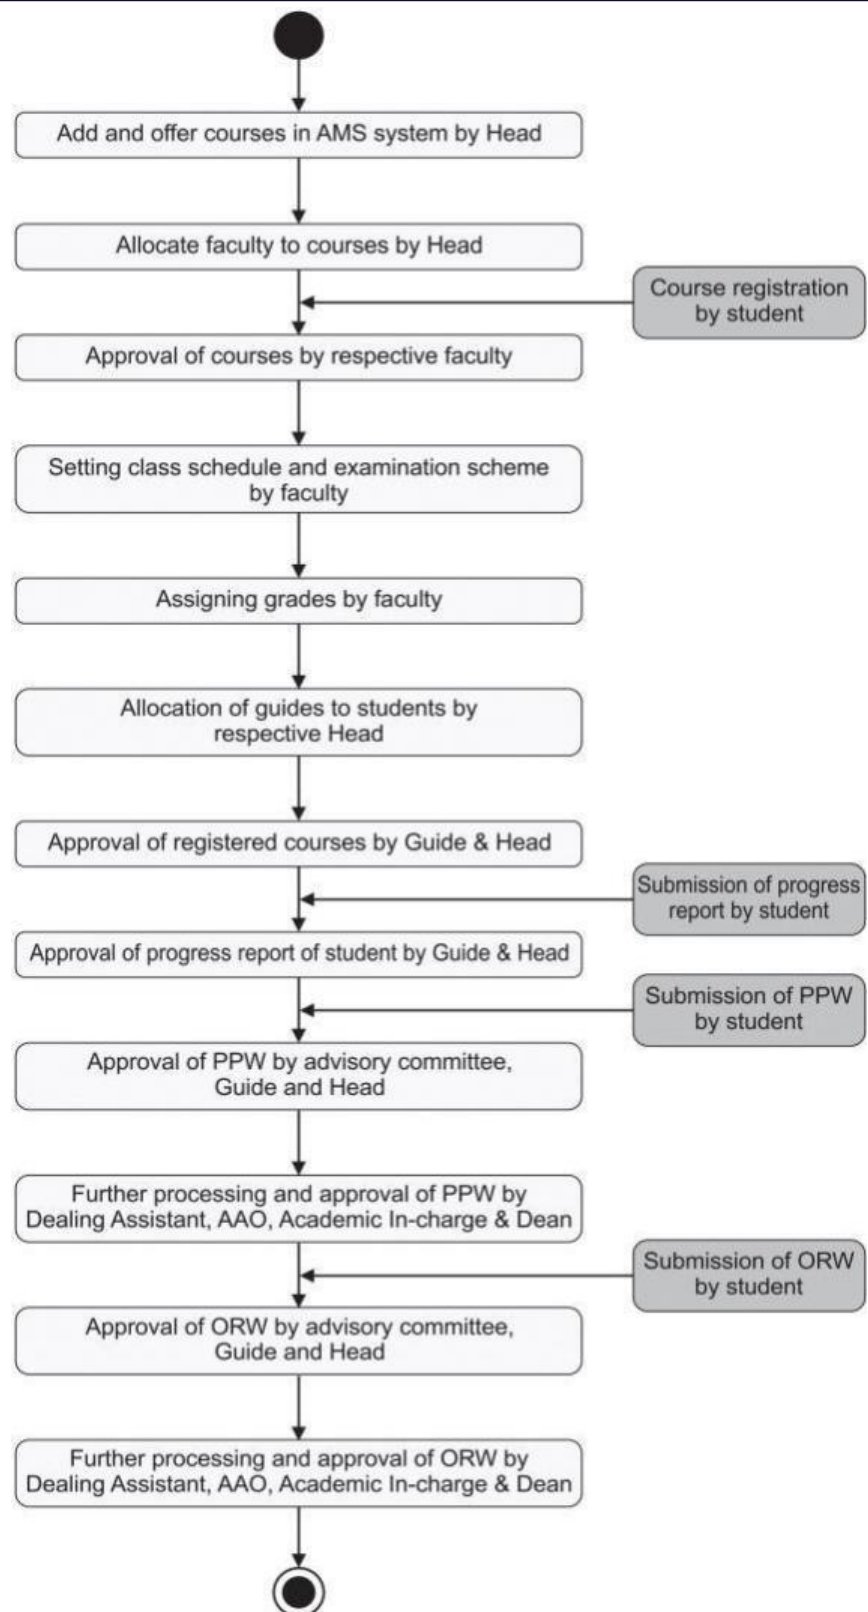 Add and offer courses in AMS system by Head
Allocate faculty to courses by Head
Course registration
by student
Approval of courses by respective faculty
Setting class schedule and examination scheme
by faculty
Assigning grades by faculty
Allocation of guides to students by
respective Head
Approval of registered courses by Guide & Head
Submission of progress
report by student
Approval of progress report of student by Guide & Head
Submission of PPW
by student
Approval of PPW by advisory committee,
Guide and Head
Further processing and approval of PPW by
Dealing Assistant, AAO, Academic In-charge & Dean
Submission of ORW
by student
Approval of ORW by advisory committee,
Guide and Head
Further processing and approval of ORW by
Dealing Assistant, AAO, Academic In-charge & Dean